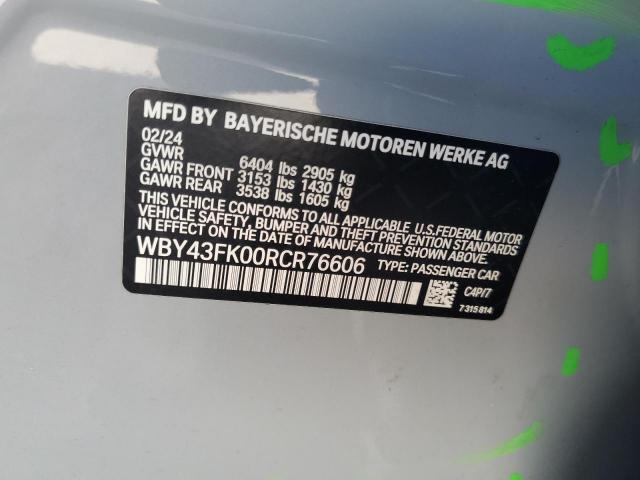 MFD BY BAYERISCHE MOTOREN WERKE AG
02/24
GVWR 6404 lbs 2905 kg
GAWR FRONT 3153 lbs 1430 kg
GAWR REAR 3538 lbs 1605 kg
THIS VEHICLE CONFORMS TO ALL APPLICABLE U.S.FEDERAL MOTOR
VEHICLE SAFETY, BUMPER AND THEFT PREVENTION STANDARDS
IN EFFECT ON THE DATE OF MANUFACTURE SHOWN ABOVE.
WBY43FK00RCR76606 TYPE: PASSENGER CAR
C4P/7
7315814